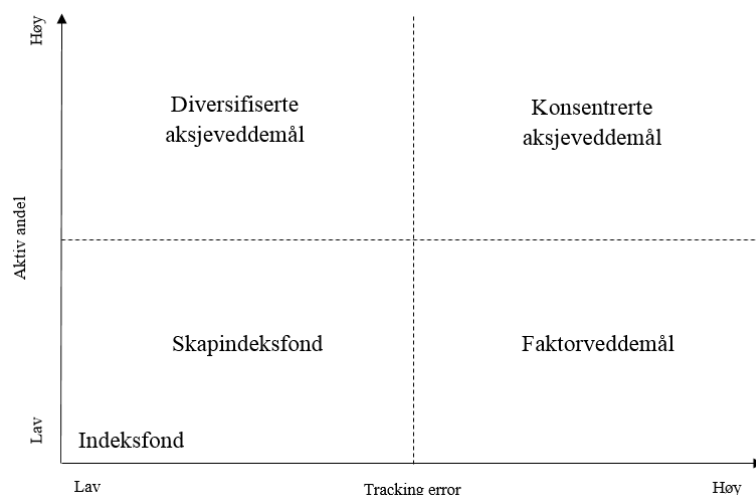 Høy
Diversifiserte
aksjeveddemål
Konsentrerte
aksjeveddemål
Aktiv andel
Skapindeksfond
Faktorveddemål
Lav
Indeksfond
Lav
Tracking error
Høy